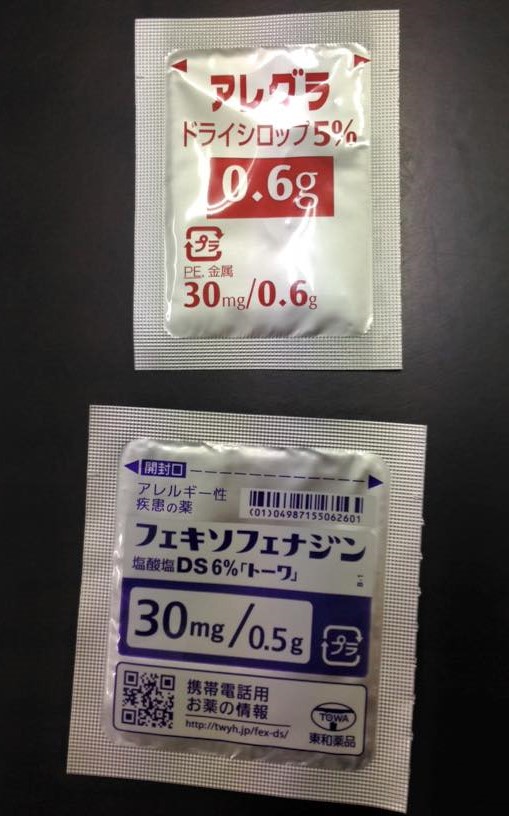 アレグラ
ドライシロップ5%
0.6g
プラ
PE, 金属
30mg/0.6g
開封口
アレルギー性
疾患の薬
(01)04987155062601
フェキソフェナジン
塩酸塩DS6%「トーワ」
B-1
30mg/0.5g
プラ
携帯電話用
お薬の情報
http://twyh.jp/fex-ds/
TOWA
東和薬品